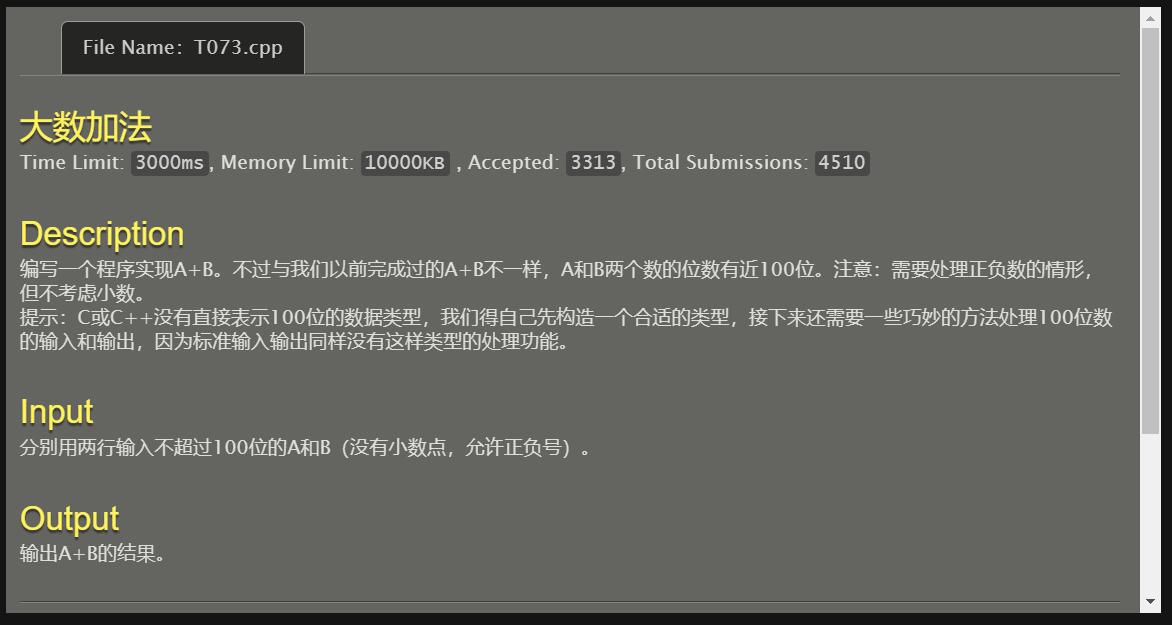 File Name：T073.cpp
大数加法
Time Limit: 3000ms, Memory Limit: 10000KB , Accepted: 3313, Total Submissions: 4510
Description
编写一个程序实现A+B。不过与我们以前完成过的A+B不一样，A和B两个数的位数有近100位。注意：需要处理正负数的情形，
但不考虑小数。
提示：C或C++没有直接表示100位的数据类型，我们得自己先构造一个合适的类型，接下来还需要一些巧妙的方法处理100位数
的输入和输出，因为标准输入输出同样没有这样类型的处理功能。
Input
分别用两行输入不超过100位的A和B（没有小数点，允许正负号）。
Output
输出A+B的结果。